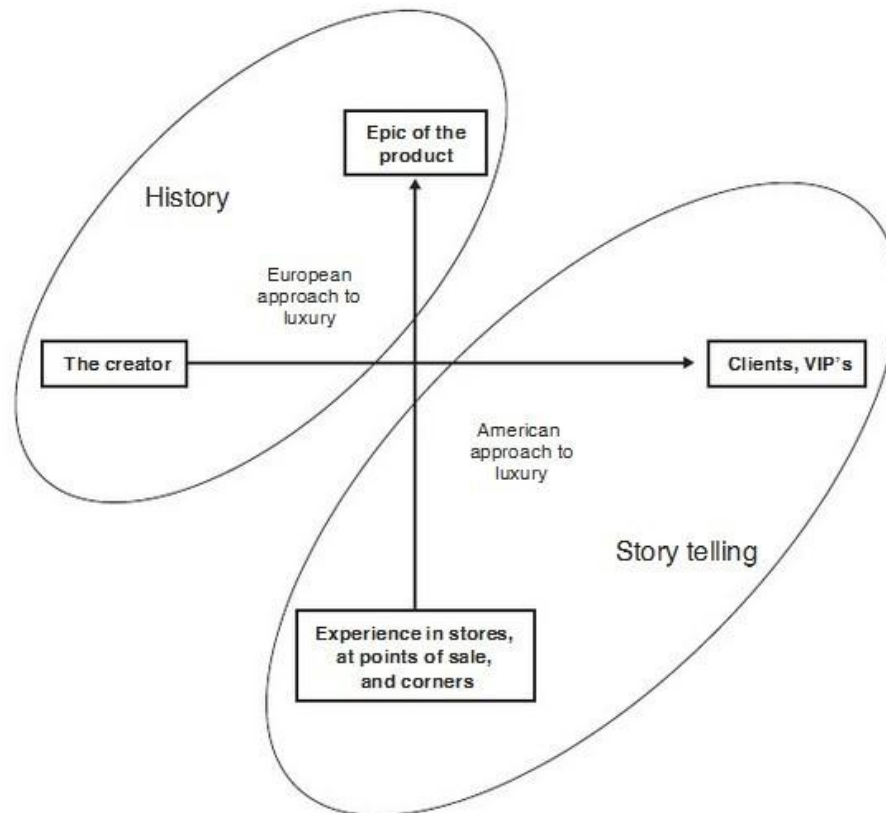 Epic of the
product
History
European
approach to
luxury
The creator
Clients, VIP's
American
approach to
luxury
Story telling
Experience in stores,
at points of sale,
and corners